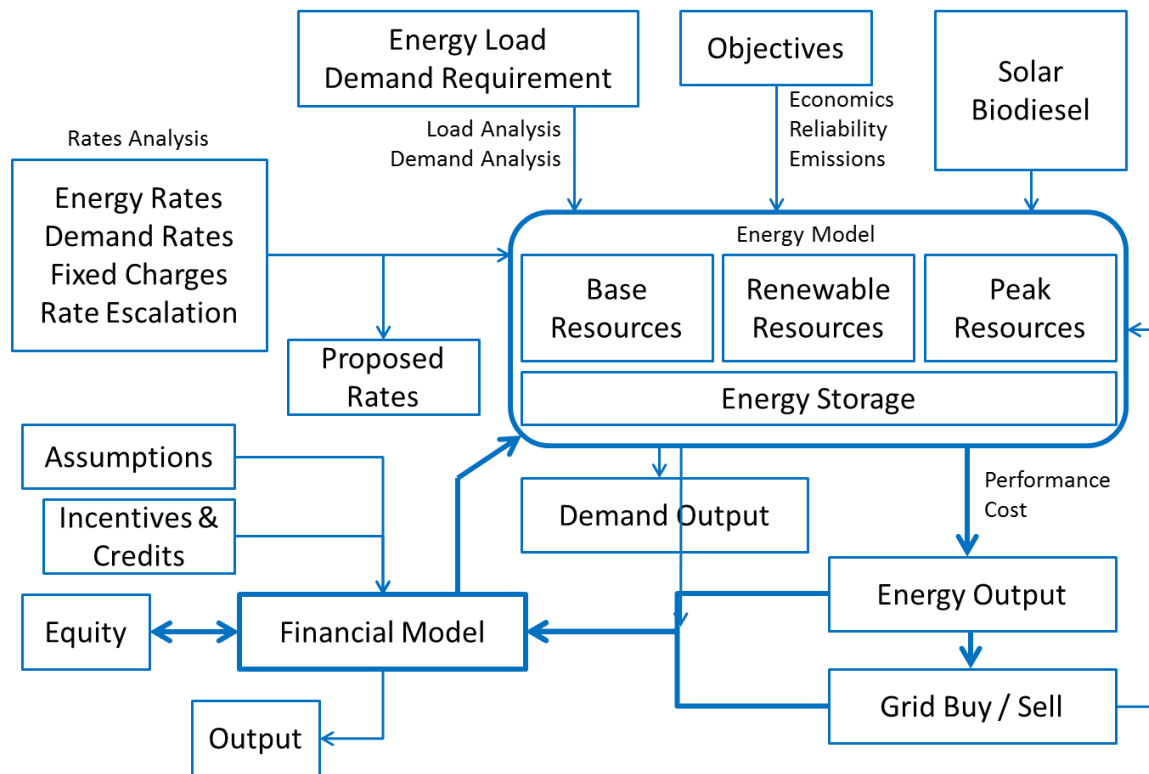 Energy Load
Demand Requirement
Objectives
Solar
Biodiesel
Economics
Reliability
Emissions
Load Analysis
Demand Analysis
Rates Analysis
Energy Rates
Demand Rates
Fixed Charges
Rate Escalation
Proposed
Rates
Energy Model
Base
Resources
Renewable
Resources
Peak
Resources
Energy Storage
Assumptions
Incentives &
Credits
Demand Output
Performance
Cost
Energy Output
Equity
Financial Model
Grid Buy / Sell
Output